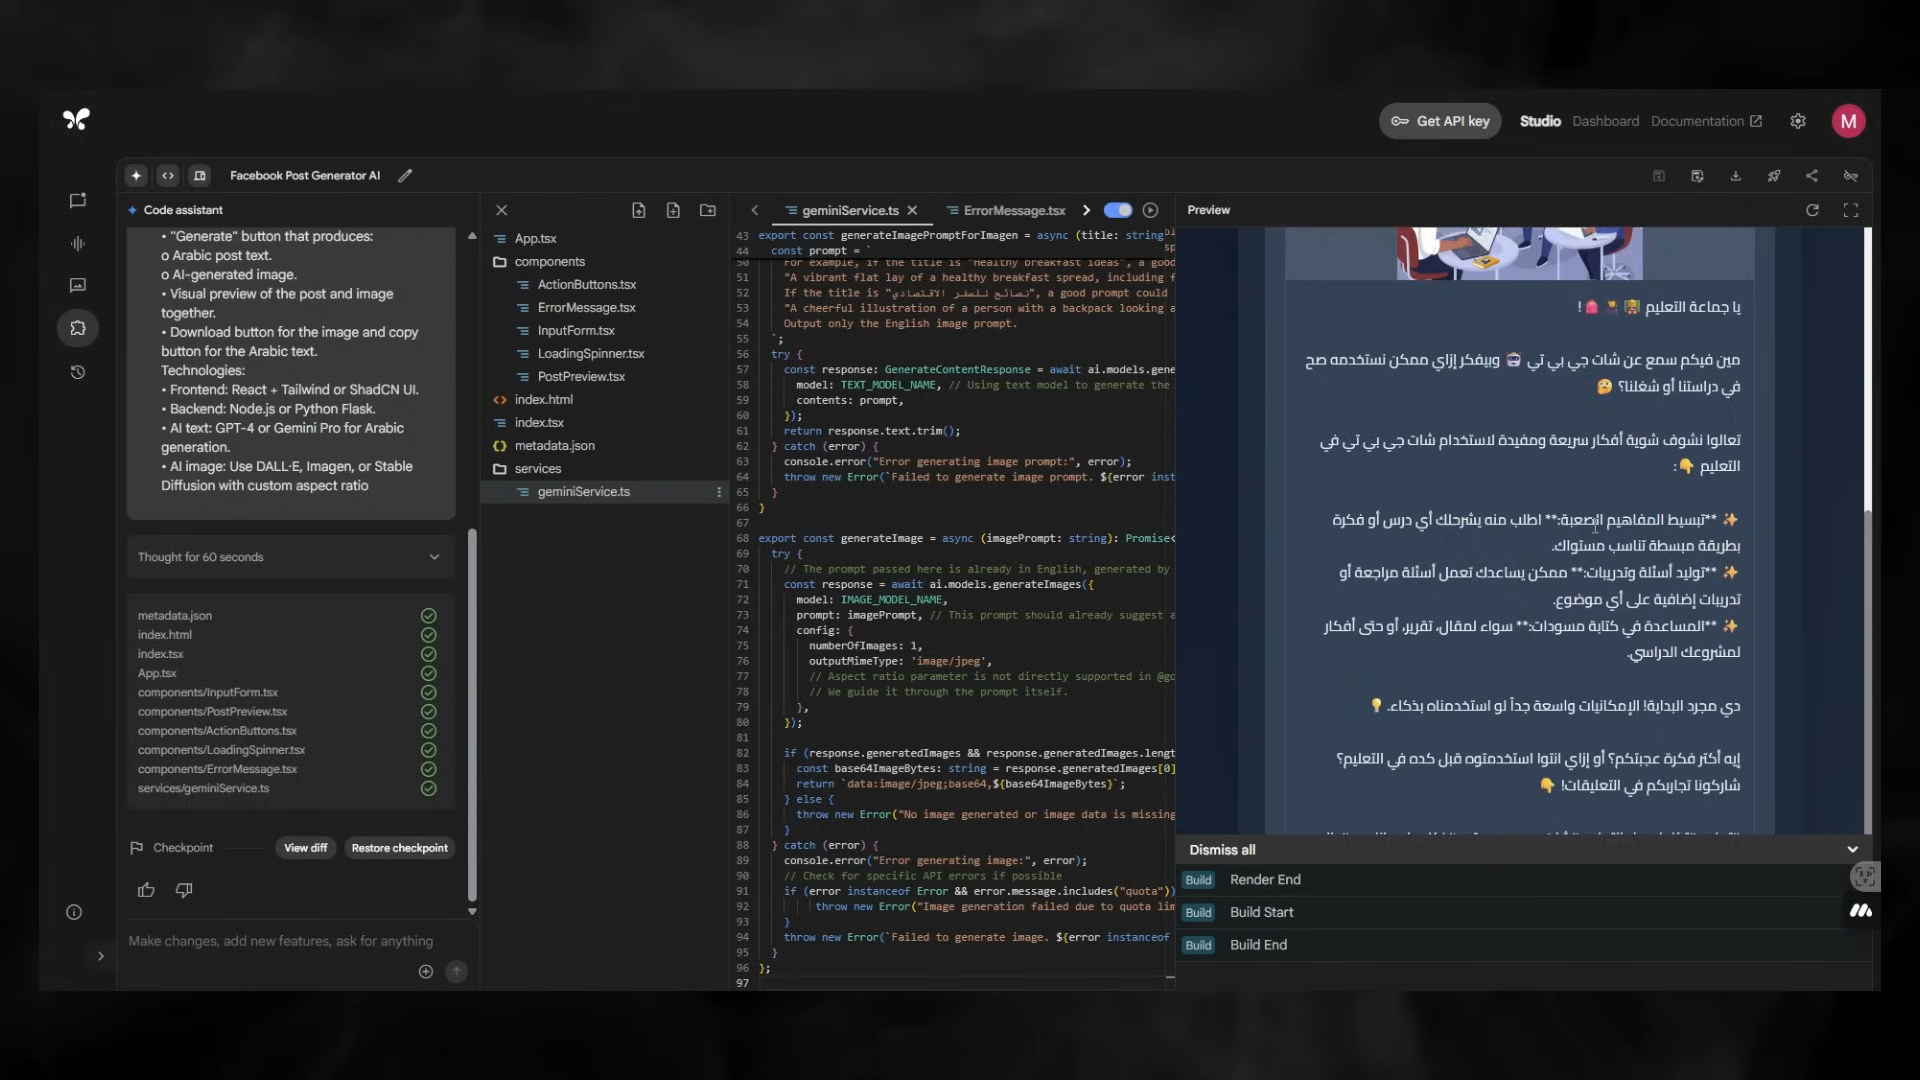 Get API key
Studio
Dashboard
Documentation
M
Facebook Post Generator AI
Code assistant
• "Generate" button that produces:
o Arabic post text.
o AI-generated image.
• Visual preview of the post and image
together.
• Download button for the image and copy
button for the Arabic text.
Technologies:
• Frontend: React + Tailwind or ShadCN UI.
• Backend: Node.js or Python Flask.
• AI text: GPT-4 or Gemini Pro for Arabic
generation.
• AI image: Use DALL·E, Imagen, or Stable
Diffusion with custom aspect ratio
Thought for 60 seconds
metadata.json
index.html
index.tsx
App.tsx
components/InputForm.tsx
components/PostPreview.tsx
components/ActionButtons.tsx
components/LoadingSpinner.tsx
components/ErrorMessage.tsx
services/geminiService.ts
Checkpoint
View diff
Restore checkpoint
Make changes, add new features, ask for anything
App.tsx
components
ActionButtons.tsx
ErrorMessage.tsx
InputForm.tsx
LoadingSpinner.tsx
PostPreview.tsx
index.html
index.tsx
metadata.json
services
geminiService.ts
geminiService.ts
ErrorMessage.tsx
43 export const generateImagePromptForImagen = async (title: string
44 const prompt = `
50 For example, if the title is "Healthy breakfast ideas", a good
51 "A vibrant flat lay of a healthy breakfast spread, including f
52 If the title is "نصائح للسفر الاقتصادي", a good prompt could
53 "A cheerful illustration of a person with a backpack looking a
54 Output only the English image prompt.
55 `;
56 try {
57 const response: GenerateContentResponse = await ai.models.gene
58 model: TEXT_MODEL_NAME, // Using text model to generate the
59 contents: prompt,
60 });
61 return response.text.trim();
62 } catch (error) {
63 console.error("Error generating image prompt:", error);
64 throw new Error(`Failed to generate image prompt. ${error inst
65 }
66 }
67
68 export const generateImage = async (imagePrompt: string): Promise<
69 try {
70 // The prompt passed here is already in English, generated by
71 const response = await ai.models.generateImages({
72 model: IMAGE_MODEL_NAME,
73 prompt: imagePrompt, // This prompt should already suggest a
74 config: {
75 numberOfImages: 1,
76 outputMimeType: 'image/jpeg',
77 // Aspect ratio parameter is not directly supported in @go
78 // We guide it through the prompt itself.
79 },
80 });
81
82 if (response.generatedImages && response.generatedImages.lengt
83 const base64ImageBytes: string = response.generatedImages[0]
84 return `data:image/jpeg;base64,${base64ImageBytes}`;
85 } else {
86 throw new Error("No image generated or image data is missing
87 }
88 } catch (error) {
89 console.error("Error generating image:", error);
90 // Check for specific API errors if possible
91 if (error instanceof Error && error.message.includes("quota"))
92 throw new Error("Image generation failed due to quota lim
93 }
94 throw new Error(`Failed to generate image. ${error instanceof
95 }
96 };
97
Preview
يا جماعة التعليم !
مين فيكم سمع عن شات جي بي تي 🤖 وبيفكر إزاي ممكن نستخدمه صح
في دراستنا أو شغلنا؟ 🤔
تعالوا نشوف شوية أفكار سريعة ومفيدة لاستخدام شات جي بي تي في
التعليم 👇:
✨ **تبسيط المفاهيم الصعبة:** اطلب منه يشرحلك أي درس أو فكرة
بطريقة مبسطة تناسب مستواك.
✨ **توليد أسئلة وتدريبات:** ممكن يساعدك تعمل أسئلة مراجعة أو
تدريبات إضافية على أي موضوع.
✨ **المساعدة في كتابة مسودات:** سواء لمقال، تقرير، أو حتى أفكار
لمشروعك الدراسي.
دي مجرد البداية! الإمكانيات واسعة جداً لو استخدمناه بذكاء. 💡
إيه أكتر فكرة عجبتكم؟ أو إزاي انتوا استخدمتوه قبل كده في التعليم؟
شاركونا تجاربكم في التعليقات! 👇
Dismiss all
Build Render End
Build Build Start
Build Build End